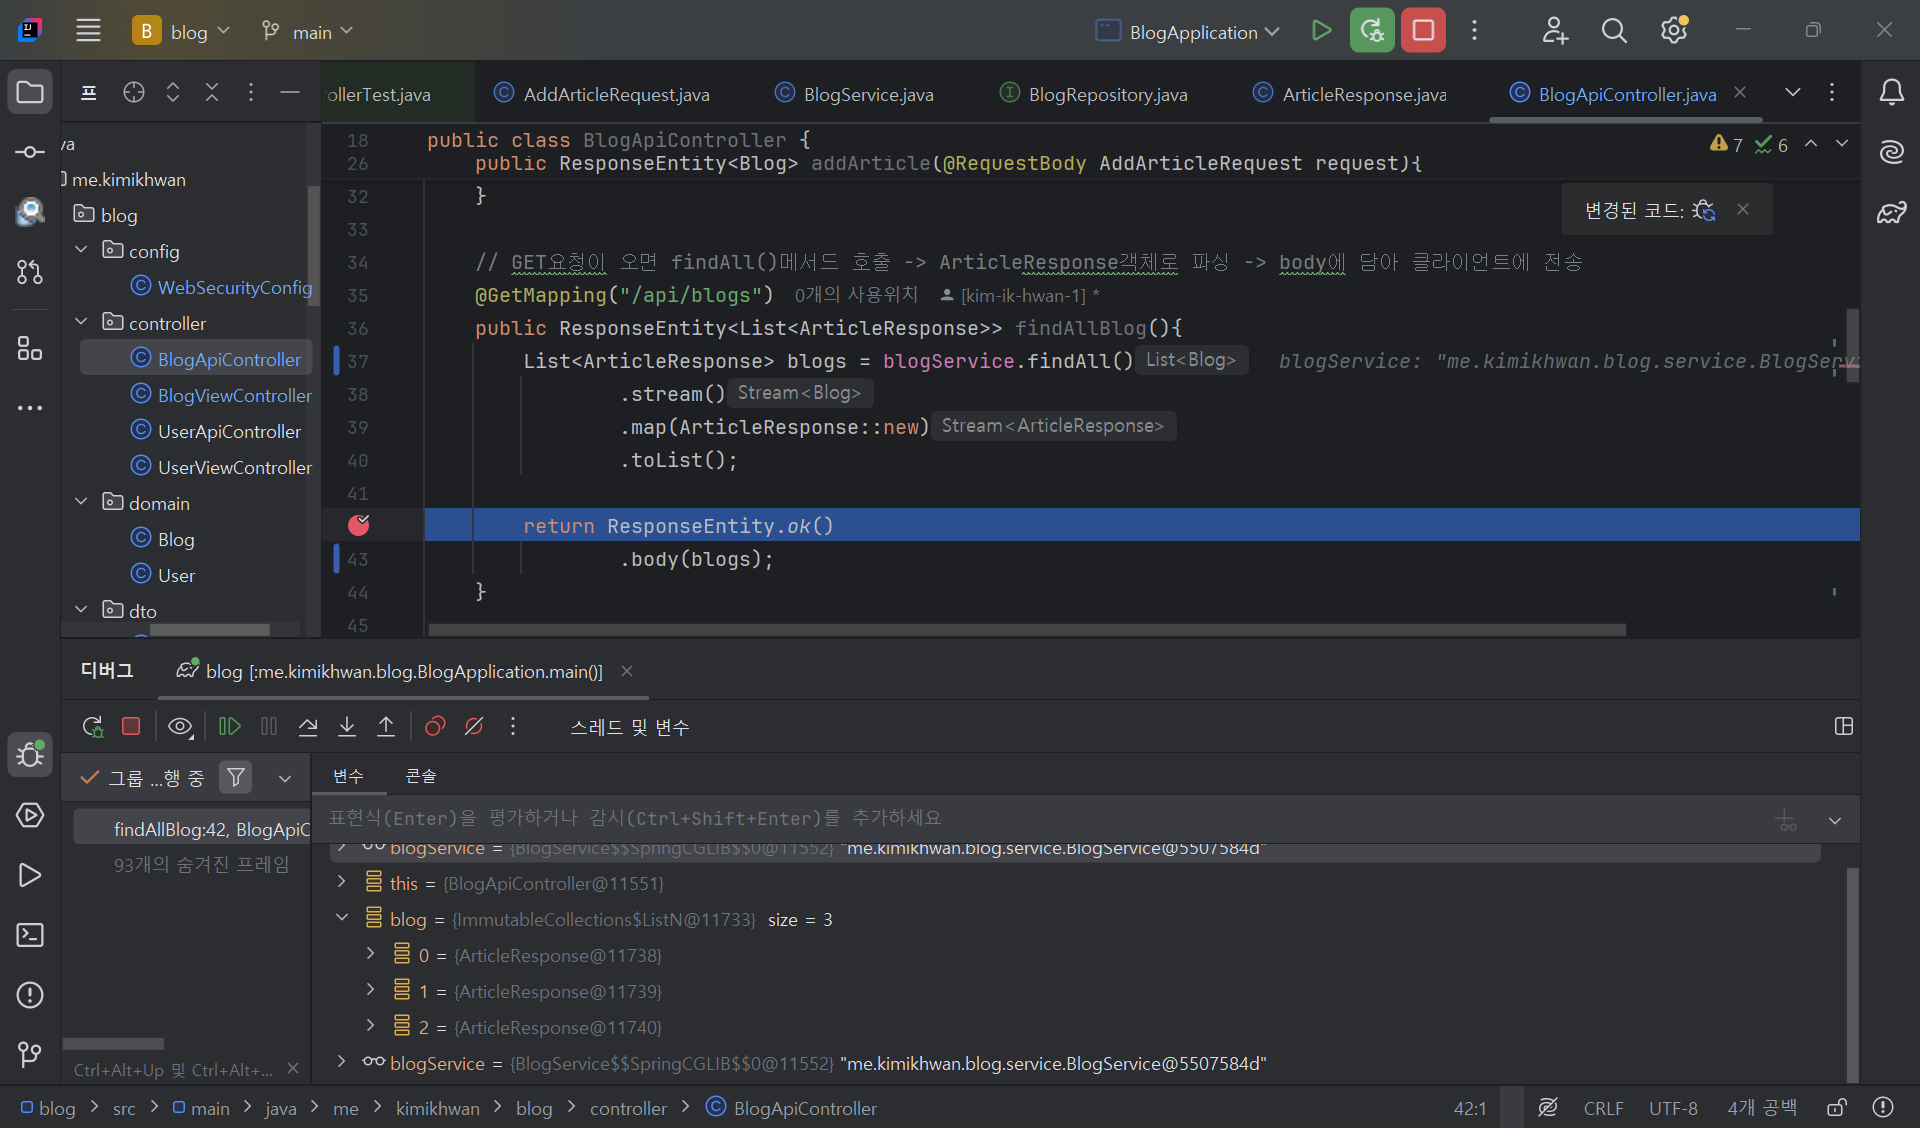 B blog main BlogApplication
프 ollerTest.java AddArticleRequest.java BlogService.java BlogRepository.java ArticleResponse.java BlogApiController.java
va
me.kimikhwan
blog
config
WebSecurityConfig
controller
BlogApiController
BlogViewController
UserApiController
UserViewController
domain
Blog
User
dto
18 public class BlogApiController {
7 6
26 public ResponseEntity<Blog> addArticle(@RequestBody AddArticleRequest request){
32 }
변경된 코드:
33
34 // GET요청이 오면 findAll()메서드 호출 -> ArticleResponse객체로 파싱 -> body에 담아 클라이언트에 전송
35 @GetMapping("/api/blogs") 0개의 사용위치 [kim-ik-hwan-1] *
36 public ResponseEntity<List<ArticleResponse>> findAllBlog(){
37 List<ArticleResponse> blogs = blogService.findAll() List<Blog> blogService: "me.kimikhwan.blog.service.BlogServi
38 .stream() Stream<Blog>
39 .map(ArticleResponse::new) Stream<ArticleResponse>
40 .toList();
41
return ResponseEntity.ok()
43 .body(blogs);
44 }
45
디버그 blog [:me.kimikhwan.blog.BlogApplication.main()]
스레드 및 변수
그룹 ...행 중
findAllBlog:42, BlogApiC
93개의 숨겨진 프레임
Ctrl+Alt+Up 및 Ctrl+Alt+...
변수 콘솔
표현식(Enter)을 평가하거나 감시(Ctrl+Shift+Enter)를 추가하세요
blogService = {BlogService$$SpringCGLIB$$0@11552} "me.kimikhwan.blog.service.BlogService@5507584d"
this = {BlogApiController@11551}
blog = {ImmutableCollections$ListN@11733} size = 3
0 = {ArticleResponse@11738}
1 = {ArticleResponse@11739}
2 = {ArticleResponse@11740}
blogService = {BlogService$$SpringCGLIB$$0@11552} "me.kimikhwan.blog.service.BlogService@5507584d"
blog > src > main > java > me > kimikhwan > blog > controller > BlogApiController
42:1 CRLF UTF-8 4개 공백